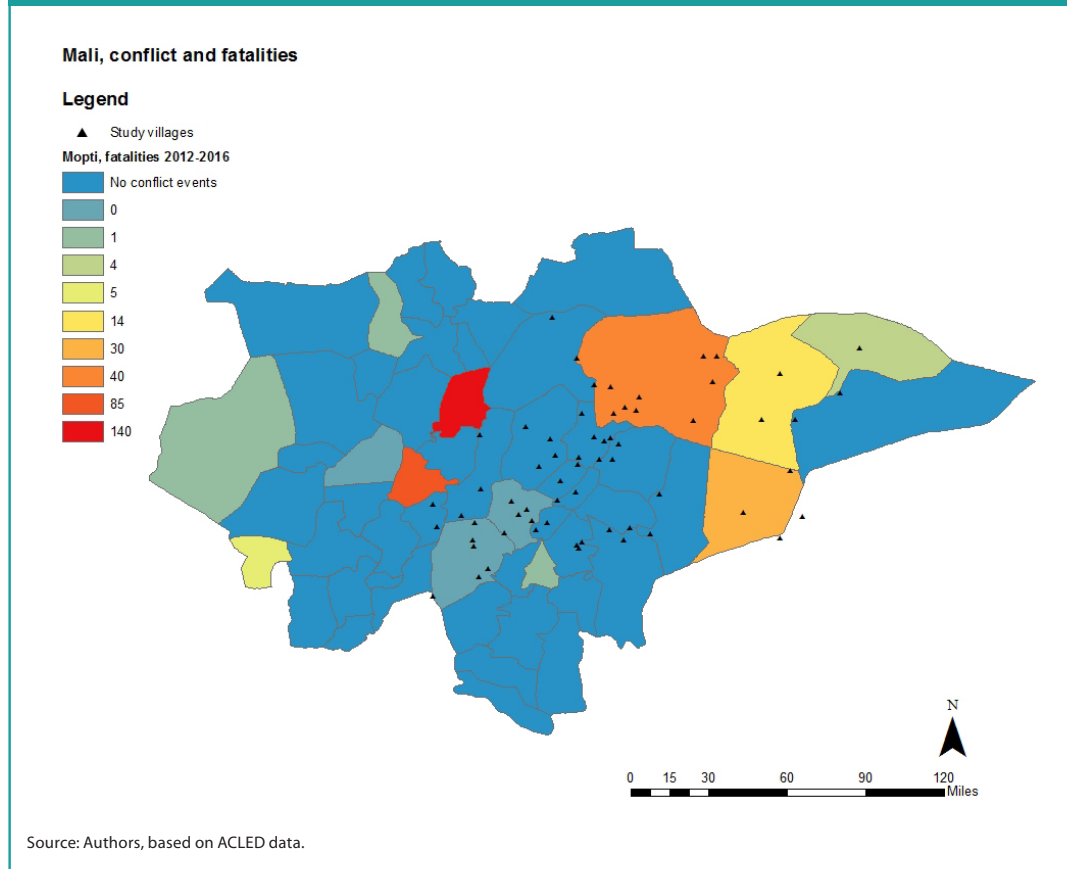 Mali, conflict and fatalities
Legend
Study villages
Mopti, fatalities 2012-2016
No conflict events
0
1
4
5
14
30
40
85
140
N
0 15 30 60 90 120
Miles
Source: Authors, based on ACLED data.